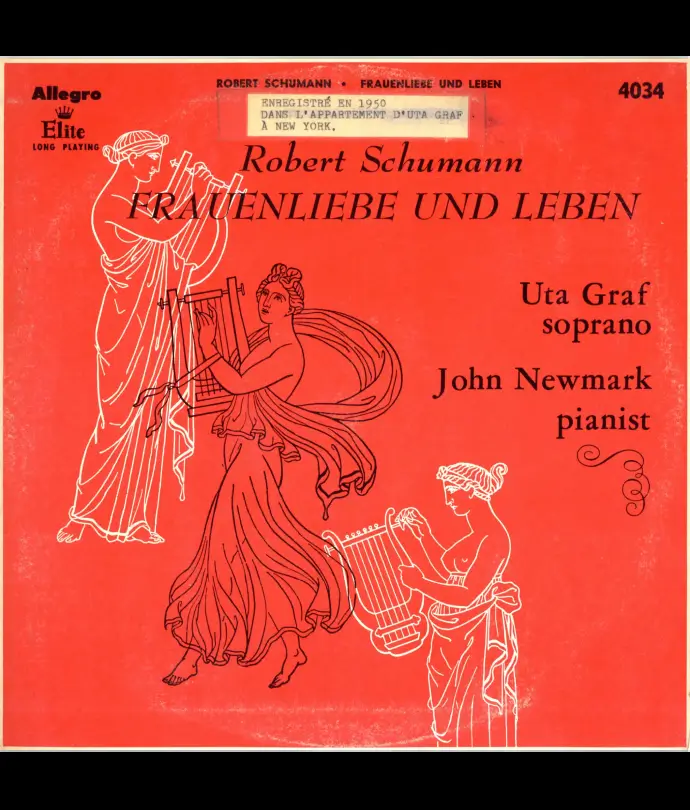 ROBERT SCHUMANN • FRAUENLIEBE UND LEBEN
4034
Allegro
Elite
LONG PLAYING
ENREGISTRÉ EN 1950
DANS L'APPARTEMENT D'UTA GRAF
À NEW YORK.
Robert Schumann
FRAUENLIEBE UND LEBEN
Uta Graf
soprano
John Newmark
pianist